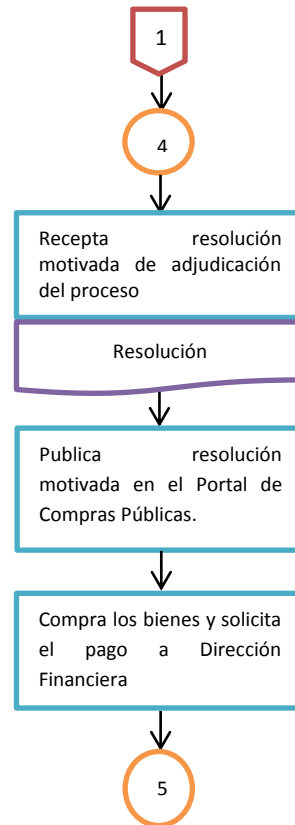 1
4
Recepta resolución
motivada de adjudicación
del proceso
Resolución
Publica resolución
motivada en el Portal de
Compras Públicas.
Compra los bienes y solicita
el pago a Dirección
Financiera
5